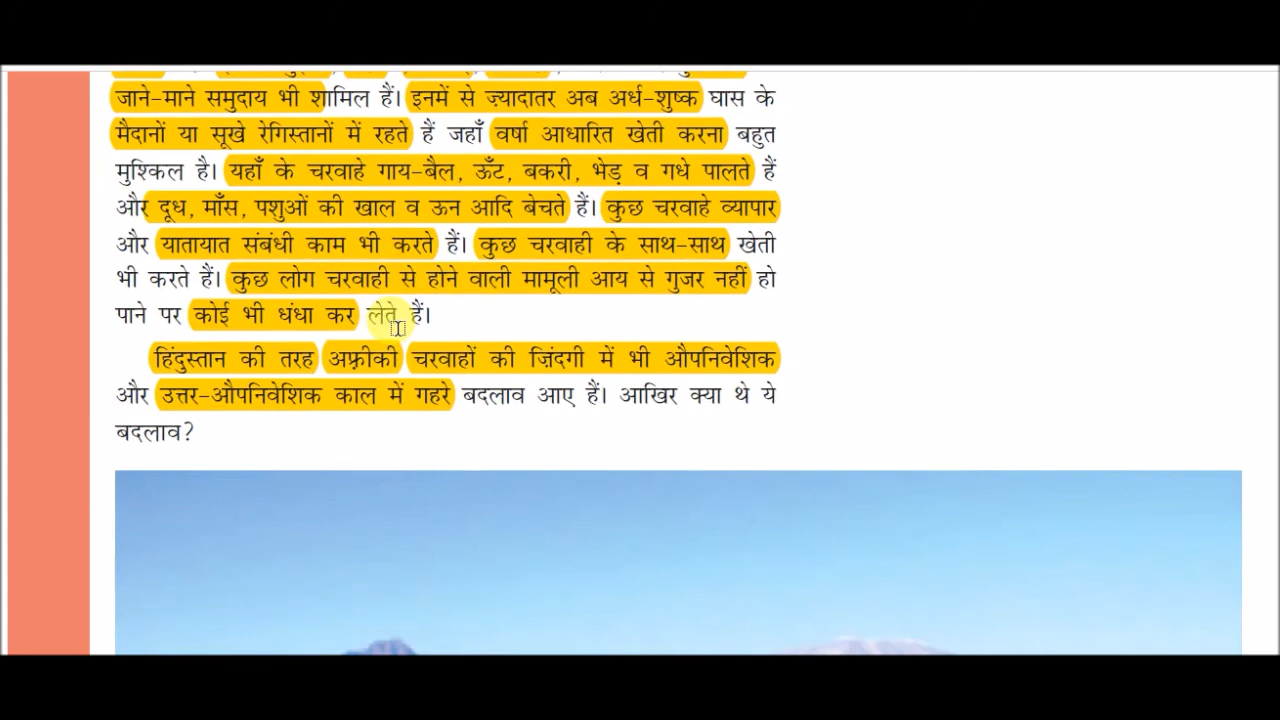 जाने-माने समुदाय भी शामिल हैं। इनमें से ज़्यादातर अब अर्ध-शुष्क घास के
मैदानों या सूखे रेगिस्तानों में रहते हैं जहाँ वर्षा आधारित खेती करना बहुत
मुश्किल है। यहाँ के चरवाहे गाय-बैल, ऊँट, बकरी, भेड़ व गधे पालते हैं
और दूध, माँस, पशुओं की खाल व ऊन आदि बेचते हैं। कुछ चरवाहे व्यापार
और यातायात संबंधी काम भी करते हैं। कुछ चरवाही के साथ-साथ खेती
भी करते हैं। कुछ लोग चरवाही से होने वाली मामूली आय से गुजर नहीं हो
पाने पर कोई भी धंधा कर लेते हैं।
हिंदुस्तान की तरह अफ़्रीकी चरवाहों की ज़िंदगी में भी औपनिवेशिक
और उत्तर-औपनिवेशिक काल में गहरे बदलाव आए हैं। आखिर क्या थे ये
बदलाव?